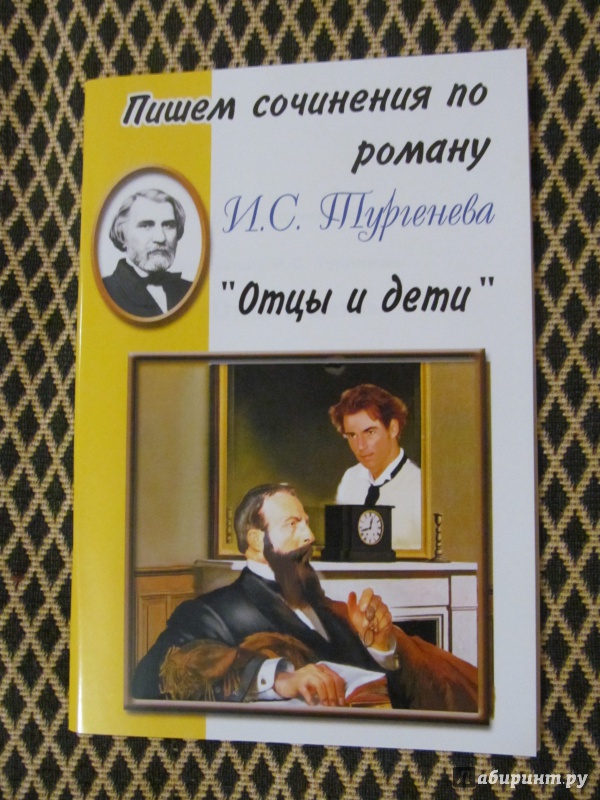 Пишем сочинения по
роману
И.С. Тургенева
"Отцы и дети"
Лабиринт.ру